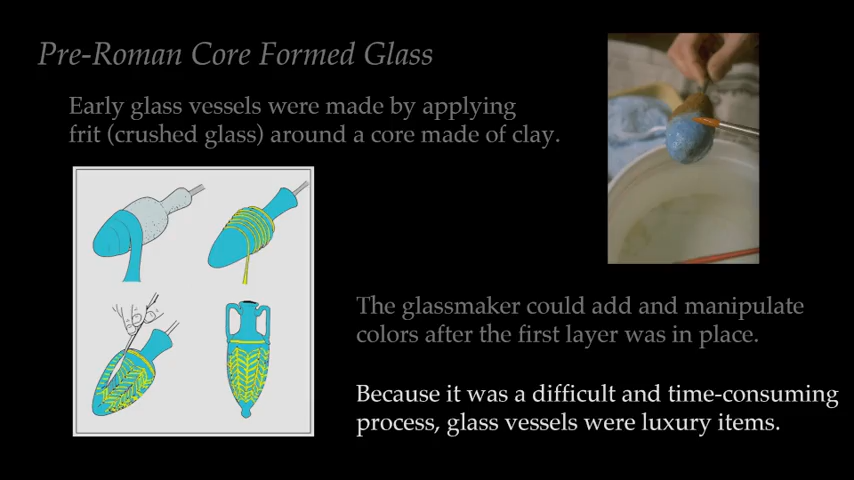 Pre-Roman Core Formed Glass
Early glass vessels were made by applying
frit (crushed glass) around a core made of clay.
The glassmaker could add and manipulate
colors after the first layer was in place.
Because it was a difficult and time-consuming
process, glass vessels were luxury items.